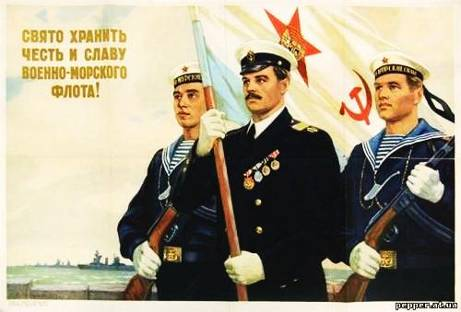 СВЯТО ХРАНИТЬ
ЧЕСТЬ И СЛАВУ
ВОЕННО-МОРСКОГО
ФЛОТА!
pepper.at.ua